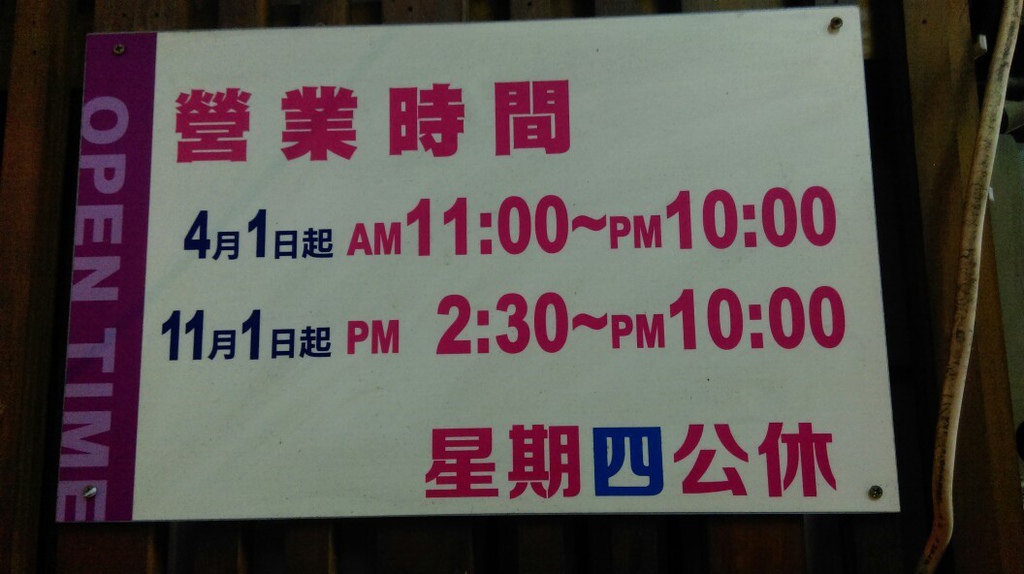 OPEN TIME
營業時間
4月1日起 AM11:00~PM10:00
11月1日起 PM 2:30~PM10:00
星期四公休